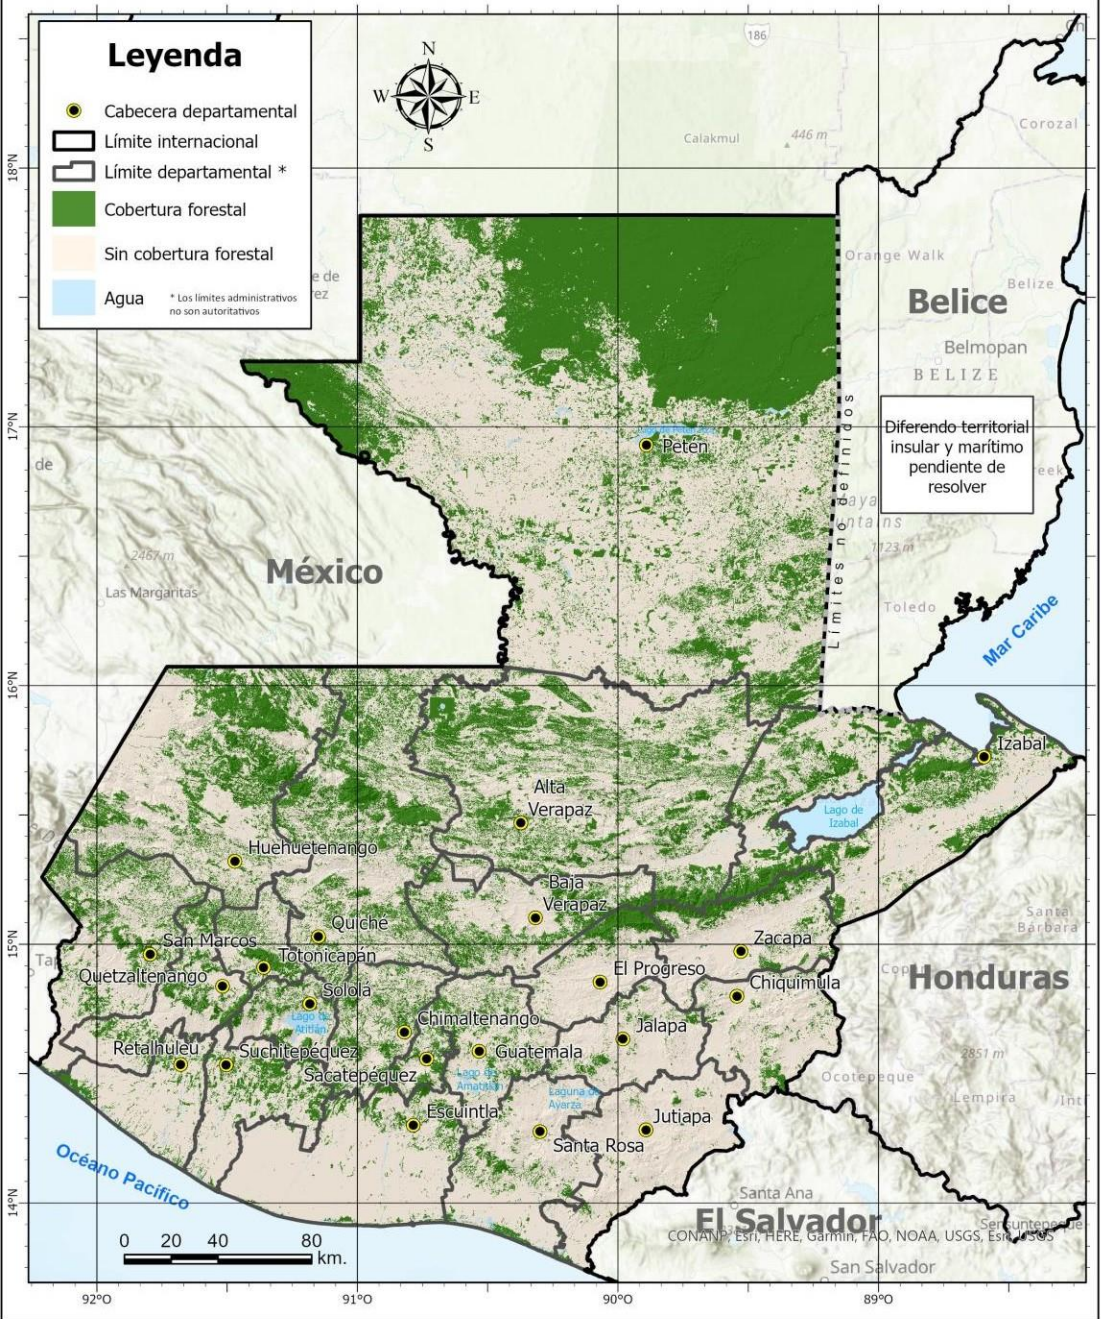 Leyenda
Cabecera departamental
Límite internacional
Límite departamental *
Cobertura forestal
Sin cobertura forestal
Agua
* Los límites administrativos
no son autoritativos
N
W
E
S
186
Calakmul
446 m
Corozal
18°N
Orange Walk
Belice
Belize
Belmopan
BELIZE
17°N
Petén
Límites no definidos
Diferendo territorial
insular y marítimo
pendiente de
resolver
de
2467 m
México
Las Margaritas
1123 m
Toledo
Mar Caribe
16°N
Izabal
Alta
Verapaz
Lago de
Izabal
Huehuetenango
Baja
Verapaz
Quiché
Santa
Bárbara
15°N
San Marcos
Totonicapán
Zacapa
Quetzaltenango
El Progreso
Chiquimula
Honduras
Sololá
Lago de
Atitlán
Chimaltenango
Jalapa
Retalhuleu
Suchitepéquez
Guatemala
2851 m
Sacatepéquez
Lago de
Amatitlán
Laguna de
Ayarza
Ocotepeque
Lempira
Escuintla
Jutiapa
Santa Rosa
Océano Pacífico
14°N
Santa Ana
El Salvador
CONANP, Esri, HERE, Garmin, FAO, NOAA, USGS, Esri, USGS
San Salvador
0 20 40 80
km.
92°O
91°O
90°O
89°O